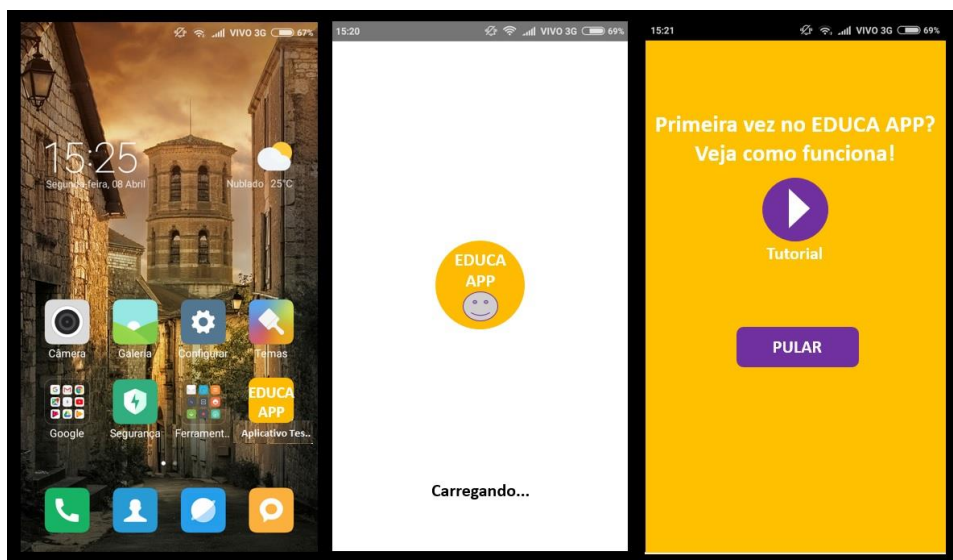 VIVO 3G 67%
15:25
Segunda-feira, 08 Abril
Nublado 25°C
Câmera
Galeria
Configurar
Temas
EDUCA
APP
Google
Segurança
Ferrament..
Aplicativo Tes..
15:20
VIVO 3G 69%
EDUCA
APP
Carregando...
15:21
VIVO 3G 69%
Primeira vez no EDUCA APP?
Veja como funciona!
Tutorial
PULAR